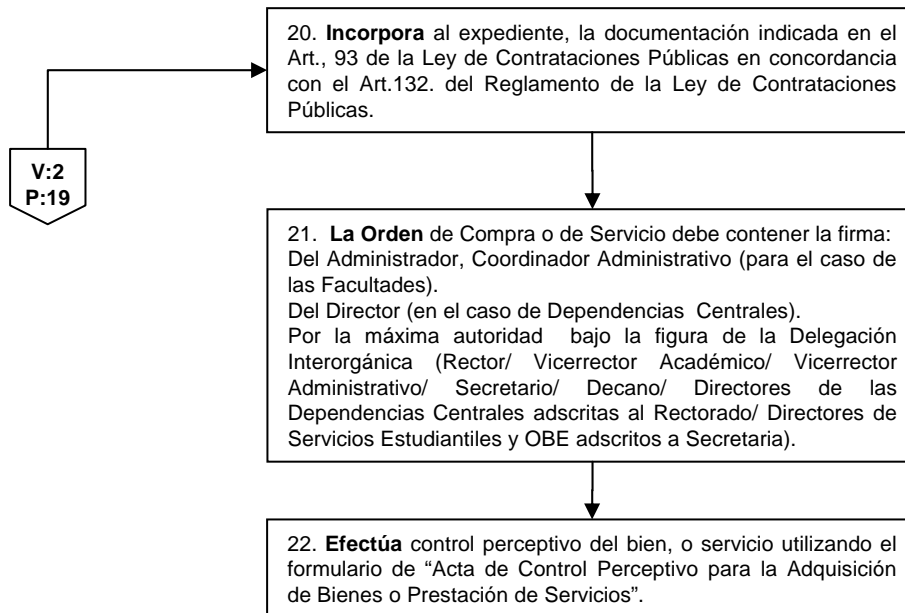 20. Incorpora al expediente, la documentación indicada en el
Art., 93 de la Ley de Contrataciones Públicas en concordancia
con el Art.132. del Reglamento de la Ley de Contrataciones
Públicas.
V:2
P:19
21. La Orden de Compra o de Servicio debe contener la firma:
Del Administrador, Coordinador Administrativo (para el caso de
las Facultades).
Del Director (en el caso de Dependencias Centrales).
Por la máxima autoridad bajo la figura de la Delegación
Interorgánica (Rector/ Vicerrector Académico/ Vicerrector
Administrativo/ Secretario/ Decano/ Directores de las
Dependencias Centrales adscritas al Rectorado/ Directores de
Servicios Estudiantiles y OBE adscritos a Secretaria).
22. Efectúa control perceptivo del bien, o servicio utilizando el
formulario de “Acta de Control Perceptivo para la Adquisición
de Bienes o Prestación de Servicios”.